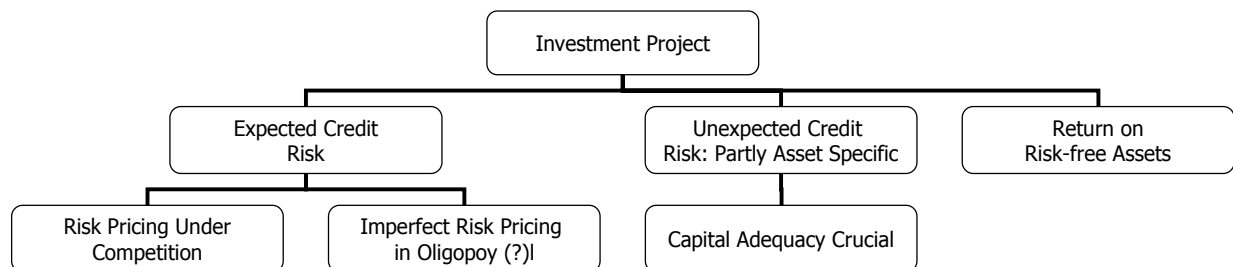 Investment Project
Expected Credit
Risk
Unexpected Credit
Risk: Partly Asset Specific
Return on
Risk-free Assets
Risk Pricing Under
Competition
Imperfect Risk Pricing
in Oligopoy (?)l
Capital Adequacy Crucial